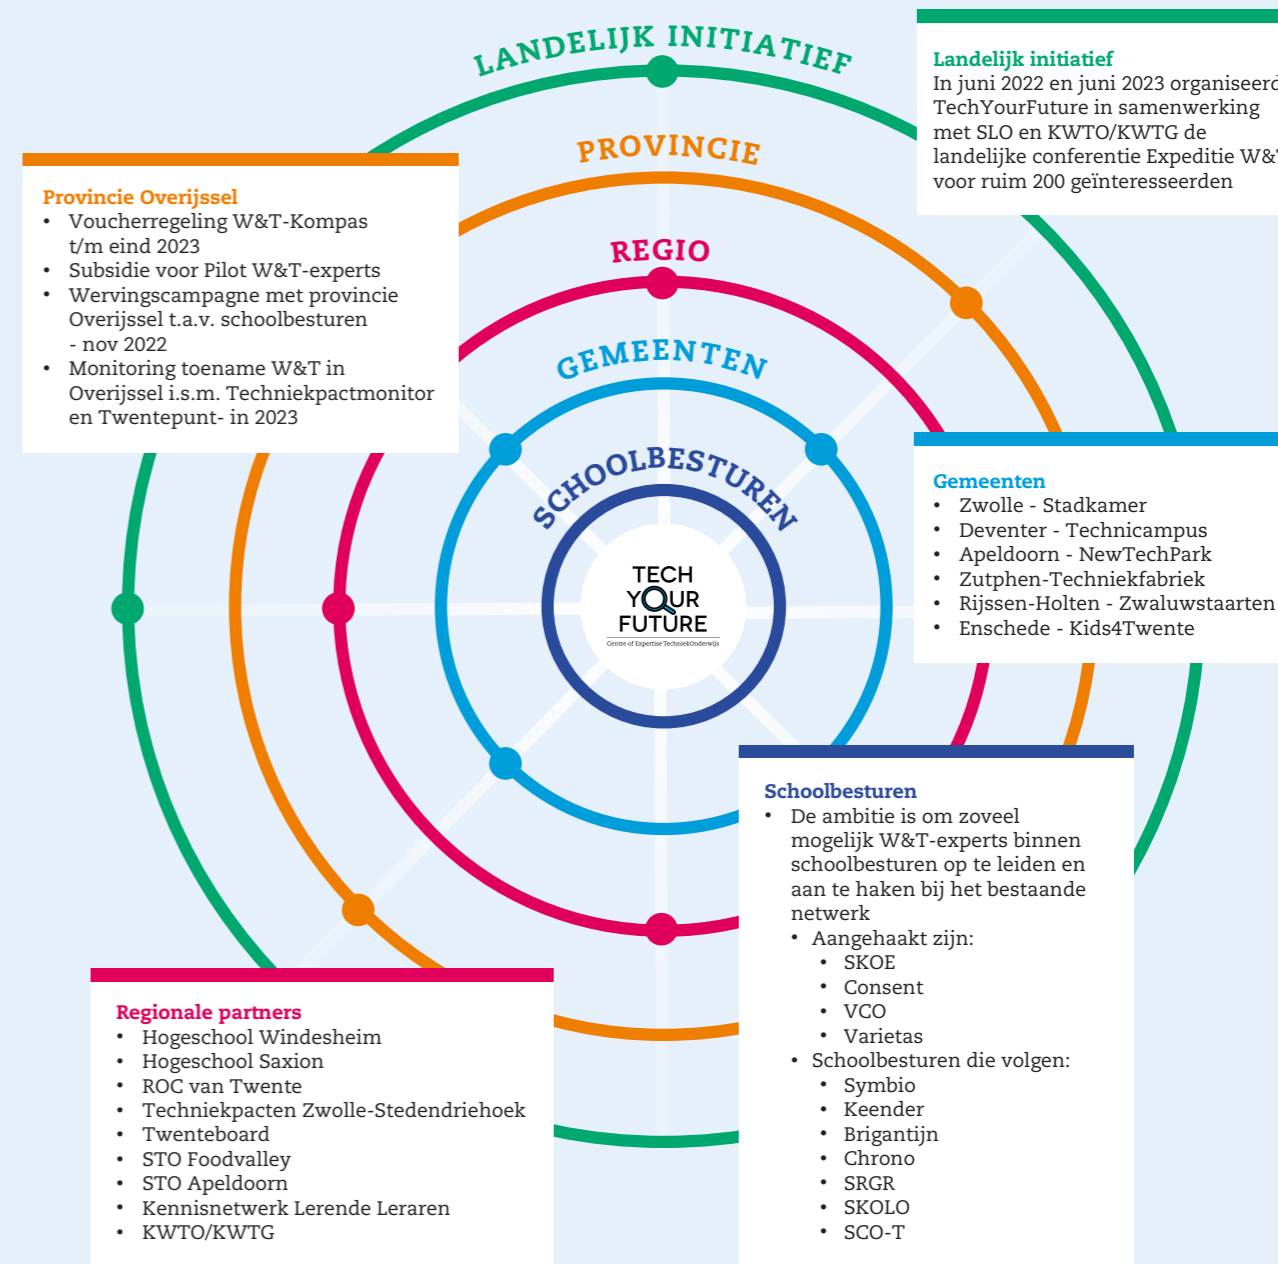 LANDELIJK INITIATIEF
PROVINCIE
REGIO
GEMEENTEN
SCHOOLBESTUREN
TECH
YOUR
FUTURE
Centre of Expertise TechniekOnderwijs
Landelijk initiatief
In juni 2022 en juni 2023 organiseerd
TechYourFuture in samenwerking
met SLO en KWTO/KWTG de
landelijke conferentie Expeditie W&T
voor ruim 200 geïnteresseerden
Provincie Overijssel
• Voucherregeling W&T-Kompas
t/m eind 2023
• Subsidie voor Pilot W&T-experts
• Wervingscampagne met provincie
Overijssel t.a.v. schoolbesturen
- nov 2022
• Monitoring toename W&T in
Overijssel i.s.m. Techniekpactmonitor
en Twentepunt- in 2023
Gemeenten
• Zwolle - Stadkamer
• Deventer - Technicampus
• Apeldoorn - NewTechPark
• Zutphen-Techniekfabriek
• Rijssen-Holten - Zwaluwstaarten
• Enschede - Kids4Twente
Schoolbesturen
• De ambitie is om zoveel
mogelijk W&T-experts binnen
schoolbesturen op te leiden en
aan te haken bij het bestaande
netwerk
• Aangehaakt zijn:
• SKOE
• Consent
• VCO
• Varietas
• Schoolbesturen die volgen:
• Symbio
• Keender
• Brigantijn
• Chrono
• SRGR
• SKOLO
• SCO-T
Regionale partners
• Hogeschool Windesheim
• Hogeschool Saxion
• ROC van Twente
• Techniekpacten Zwolle-Stedendriehoek
• Twenteboard
• STO Foodvalley
• STO Apeldoorn
• Kennisnetwerk Lerende Leraren
• KWTO/KWTG